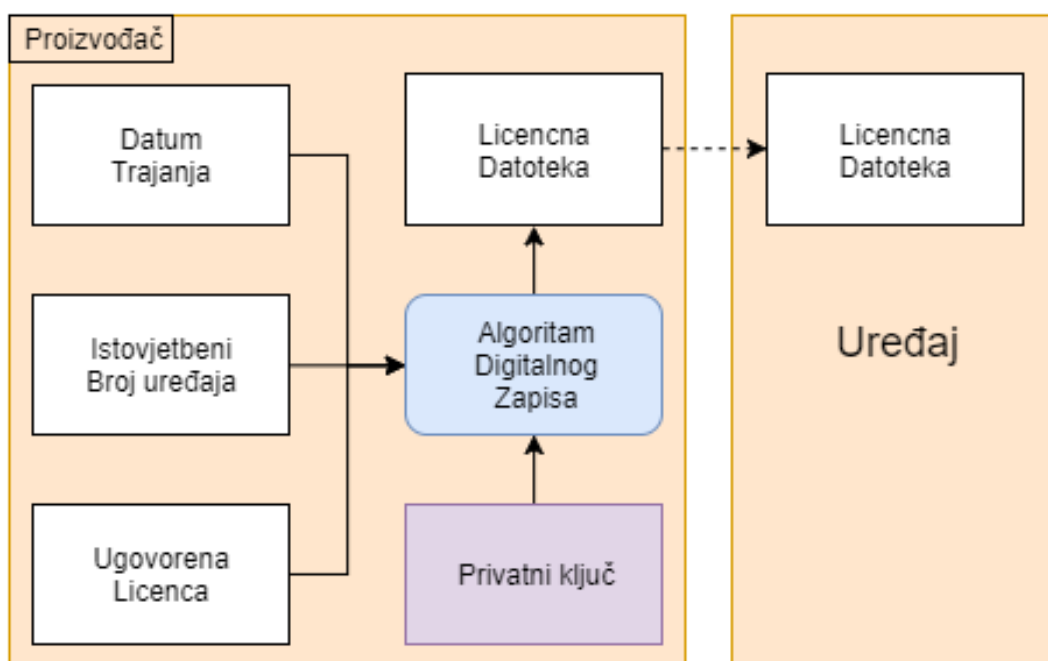 Proizvođač
Datum
Trajanja
Licencna
Datoteka
Licencna
Datoteka
Istovjetbeni
Broj uređaja
Algoritam
Digitalnog
Zapisa
Uređaj
Ugovorena
Licenca
Privatni ključ